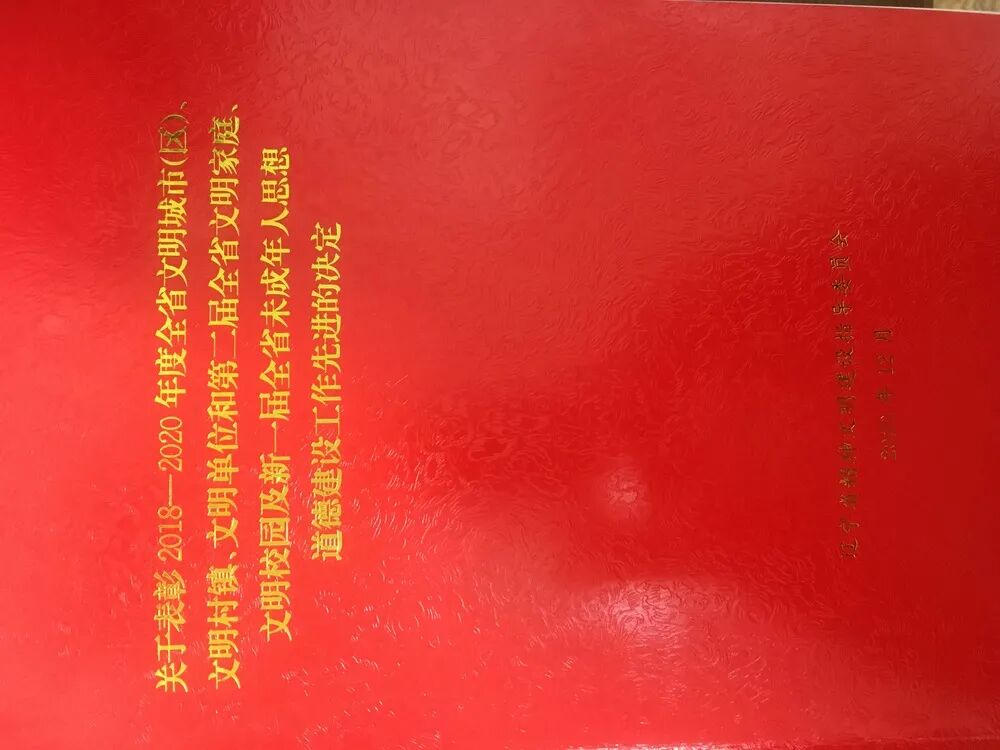 关于表彰2018—2020年度全省文明城市(区)、
文明村镇、文明单位和第二届全省文明家庭、
文明校园及新一届全省未成年人思想
道德建设工作先进的决定
辽宁省精神文明建设指导委员会
年12月